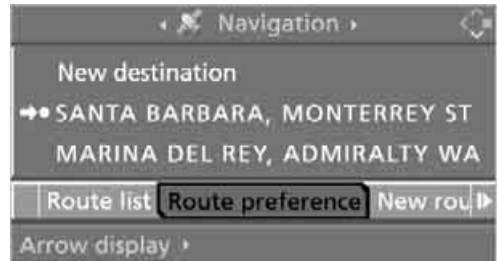 Navigation
New destination
SANTA BARBARA, MONTERREY ST
MARINA DEL REY, ADMIRALTY WA
Route list Route preference New rou
Arrow display